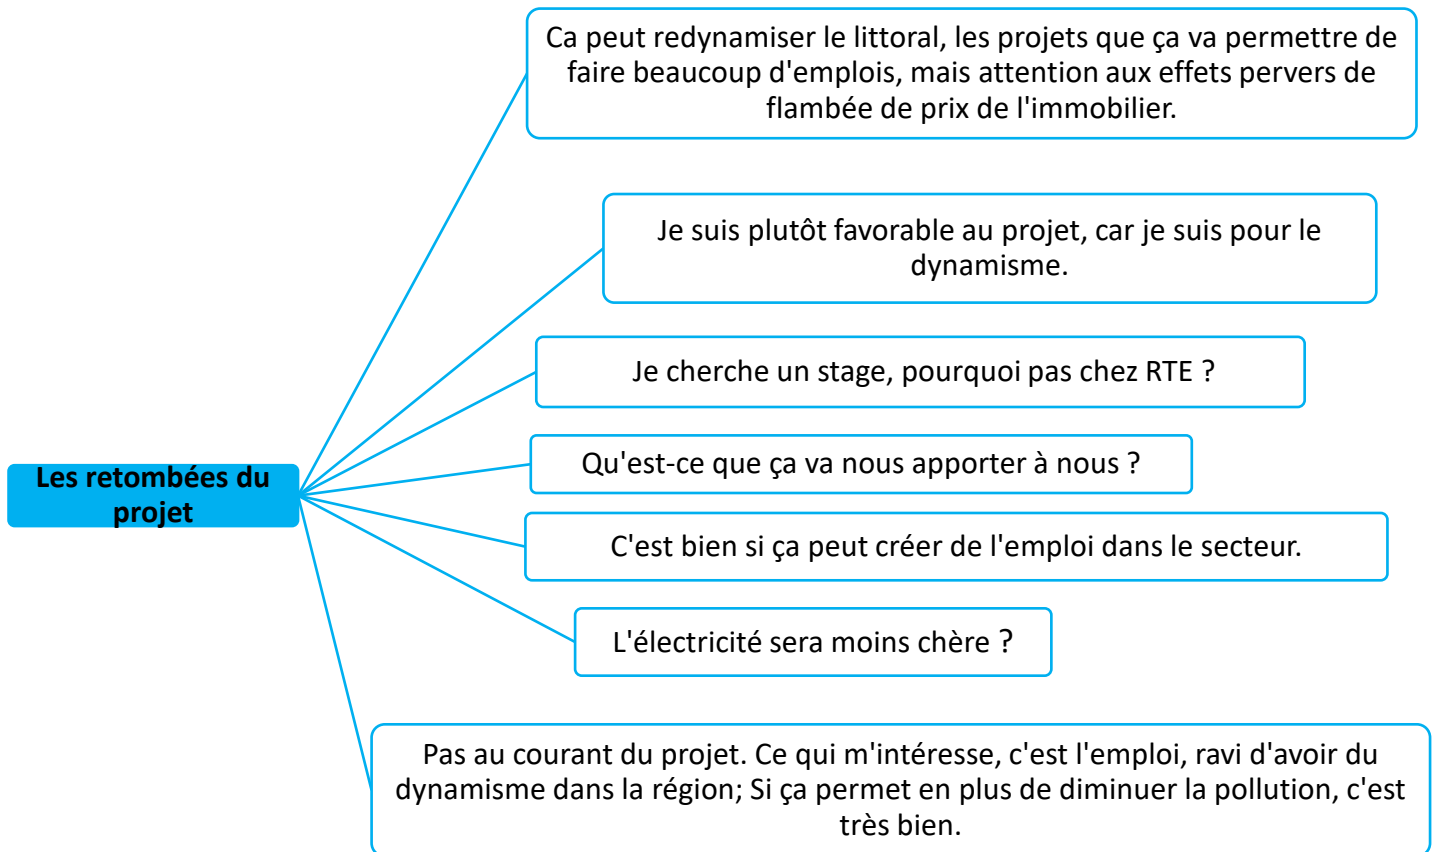 Ca peut redynamiser le littoral, les projets que ça va permettre de
faire beaucoup d'emplois, mais attention aux effets pervers de
flambée de prix de l'immobilier.
Je suis plutôt favorable au projet, car je suis pour le
dynamisme.
Je cherche un stage, pourquoi pas chez RTE ?
Les retombées du
projet
Qu'est-ce que ça va nous apporter à nous ?
C'est bien si ça peut créer de l'emploi dans le secteur.
L'électricité sera moins chère ?
Pas au courant du projet. Ce qui m'intéresse, c'est l'emploi, ravi d'avoir du
dynamisme dans la région; Si ça permet en plus de diminuer la pollution, c'est
très bien.